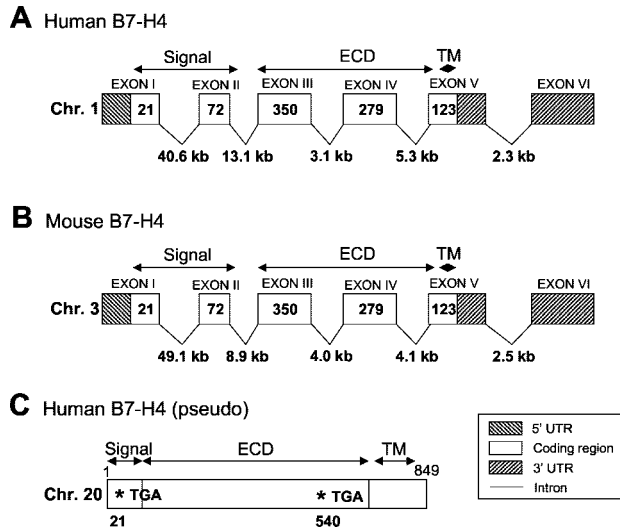 A Human B7-H4
Signal ECD TM
EXON I EXON II EXON III EXON IV EXON V EXON VI
Chr. 1 21 72 350 279 123
40.6 kb 13.1 kb 3.1 kb 5.3 kb 2.3 kb
B Mouse B7-H4
Signal ECD TM
EXON I EXON II EXON III EXON IV EXON V EXON VI
Chr. 3 21 72 350 279 123
49.1 kb 8.9 kb 4.0 kb 4.1 kb 2.5 kb
C Human B7-H4 (pseudo)
Signal ECD TM
1 849
Chr. 20 * TGA * TGA
21 540
5' UTR
Coding region
3' UTR
Intron